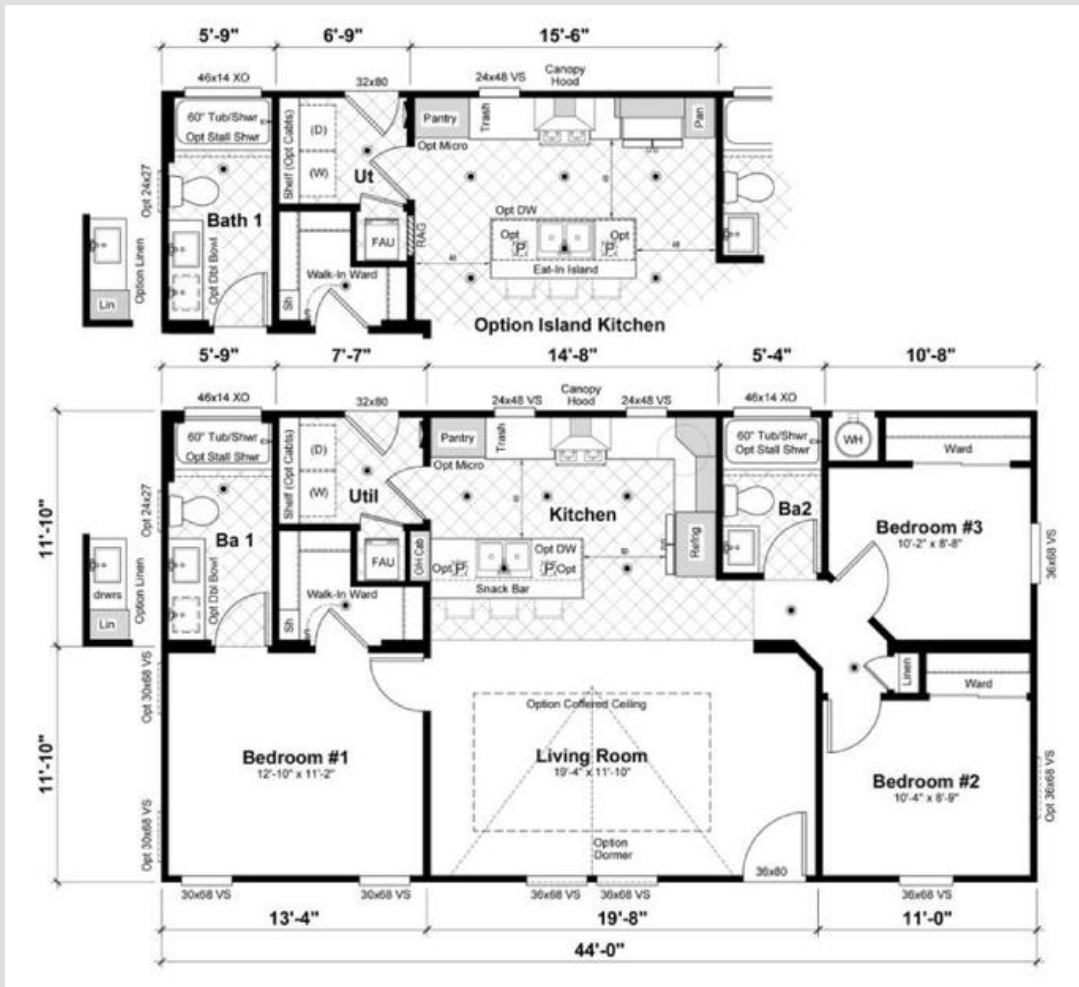 5'-9" 6'-9" 15'-6"
46x14 XO 32x80 24x48 VS Canopy Hood
60" Tub/Shwr
Opt Stall Shwr
Shelf (Opt Cabts)
(D)
(W)
Ut
Pantry
Trash
Pan
Opt Micro
Opt 24x27
Bath 1
Opt Dbl Bowl
Option Linen
Lin
FAU
RAG
Walk-In Ward
Sh
48
Opt DW
Opt P P Opt
Eat-In Island
48 48
Option Island Kitchen
5'-9" 7'-7" 14'-8" 5'-4" 10'-8"
46x14 XO 32x80 24x48 VS Canopy Hood 24x48 VS 46x14 XO
60" Tub/Shwr
Opt Stall Shwr
Shelf (Opt Cabts)
(D)
(W)
Util
Pantry
Trash
Opt Micro
60" Tub/Shwr
Opt Stall Shwr
WH
Ward
11'-10"
Opt 24x27
Ba 1
Opt Dbl Bowl
Option Linen
drwrs
Lin
Kitchen
48
48
Refrig
Ba2
Bedroom #3
10'-2" x 8'-8"
36x68 VS
FAU
O/H Cab
Walk-In Ward
Sh
Opt DW
Opt P P Opt
Snack Bar
Linen
Ward
11'-10"
Opt 30x68 VS
Opt 30x68 VS
Bedroom #1
12'-10" x 11'-2"
Option Coffered Ceiling
Living Room
19'-4" x 11'-10"
Option
Dormer
36x80
Bedroom #2
10'-4" x 8'-9"
Opt 36x68 VS
30x68 VS 30x68 VS 36x68 VS 36x68 VS 36x68 VS
13'-4" 19'-8" 11'-0"
44'-0"